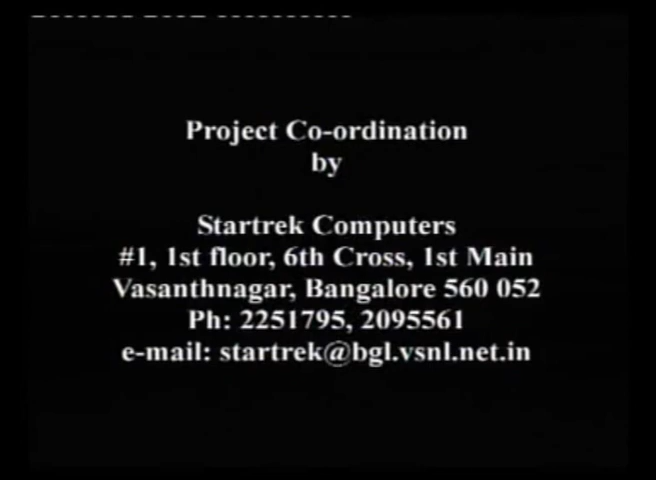 Project Co-ordination
by
Startrek Computers
#1, 1st floor, 6th Cross, 1st Main
Vasanthnagar, Bangalore 560 052
Ph: 2251795, 2095561
e-mail: startrek@bgl.vsnl.net.in